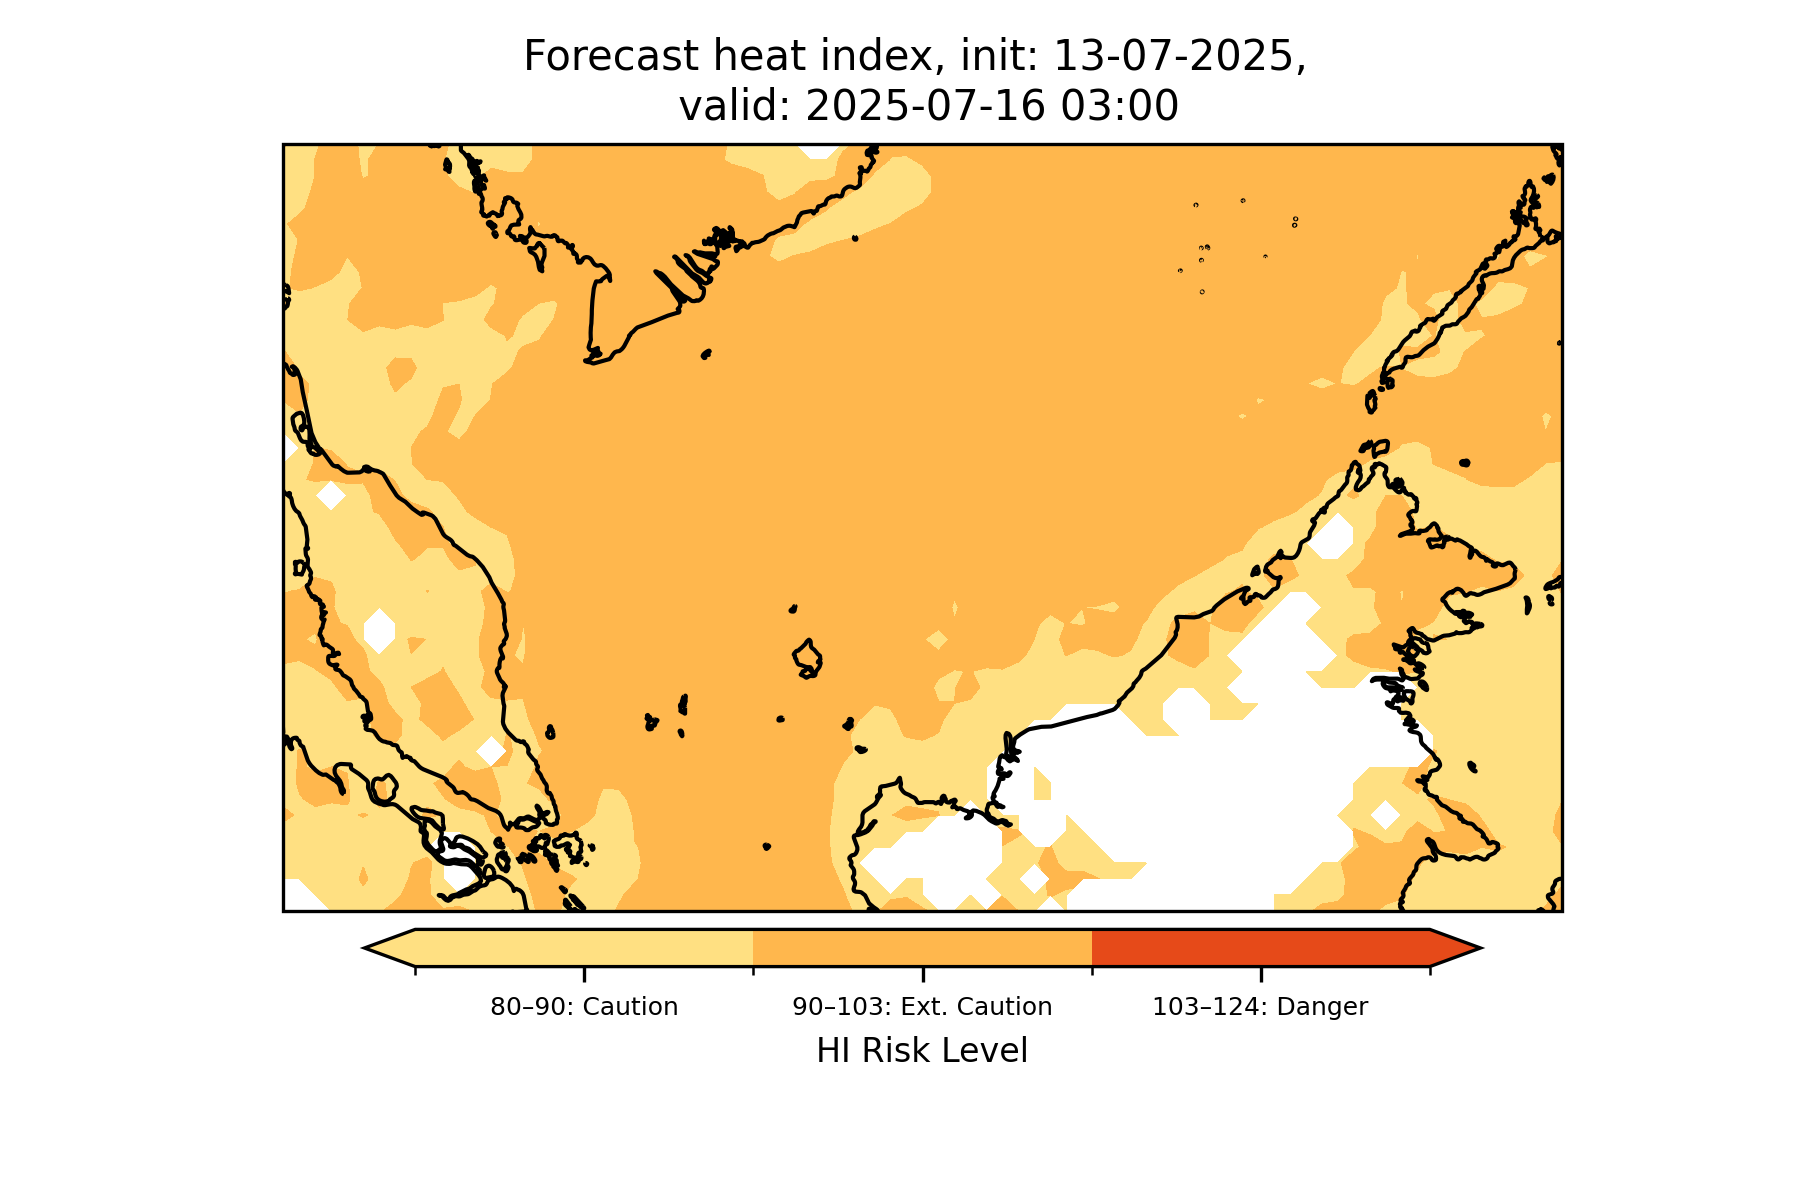 Forecast heat index, init: 13-07-2025,
valid: 2025-07-16 03:00
80–90: Caution
90–103: Ext. Caution
103–124: Danger
HI Risk Level